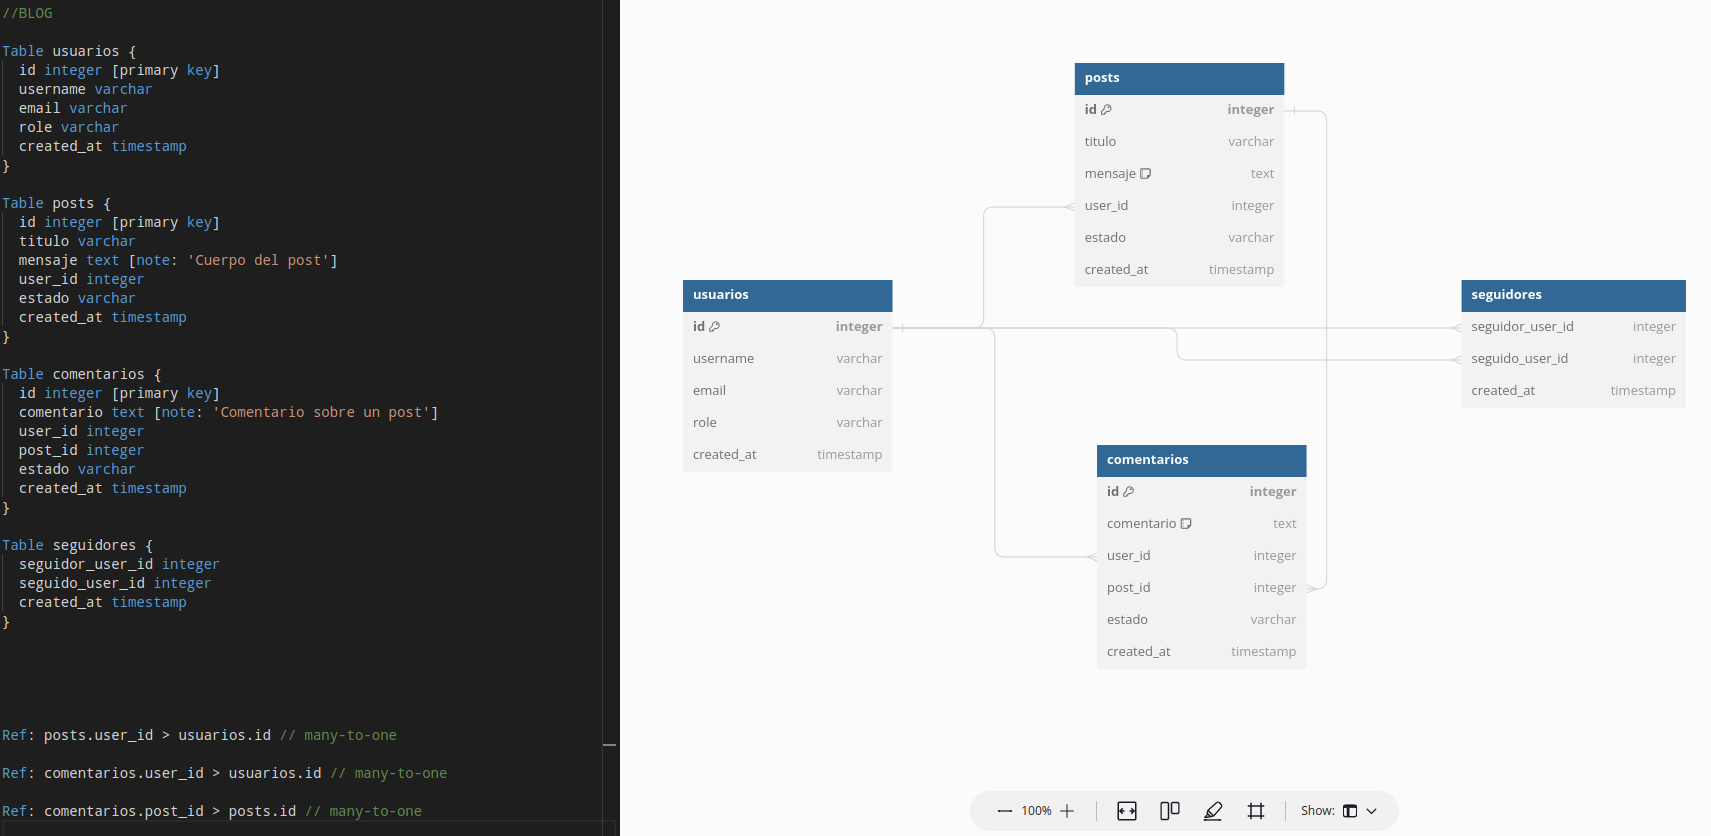 //BLOG
Table usuarios {
id integer [primary key]
username varchar
email varchar
role varchar
created_at timestamp
}
Table posts {
id integer [primary key]
titulo varchar
mensaje text [note: 'Cuerpo del post']
user_id integer
estado varchar
created_at timestamp
}
Table comentarios {
id integer [primary key]
comentario text [note: 'Comentario sobre un post']
user_id integer
post_id integer
estado varchar
created_at timestamp
}
Table seguidores {
seguidor_user_id integer
seguido_user_id integer
created_at timestamp
}
Ref: posts.user_id > usuarios.id // many-to-one
Ref: comentarios.user_id > usuarios.id // many-to-one
Ref: comentarios.post_id > posts.id // many-to-one
posts
id integer
titulo varchar
mensaje text
user_id integer
estado varchar
created_at timestamp
usuarios
id integer
username varchar
email varchar
role varchar
created_at timestamp
seguidores
seguidor_user_id integer
seguido_user_id integer
created_at timestamp
comentarios
id integer
comentario text
user_id integer
post_id integer
estado varchar
created_at timestamp
100%
Show: